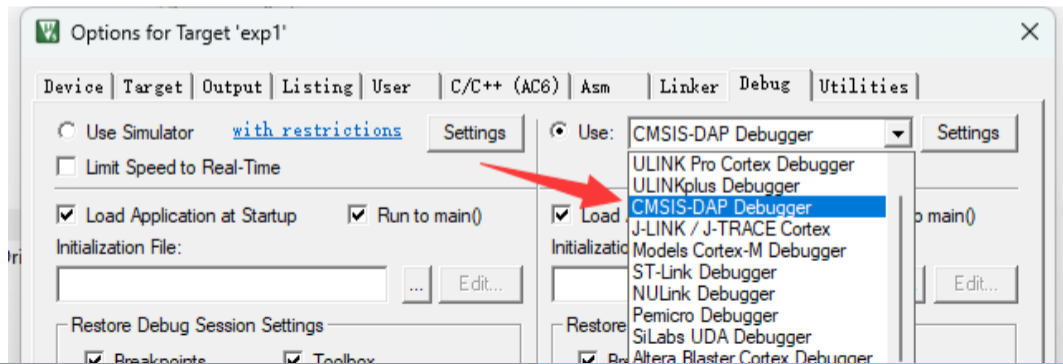 Options for Target 'exp1'
Device Target Output Listing User C/C++ (AC6) Asm Linker Debug Utilities
Use Simulator with restrictions Settings Use: CMSIS-DAP Debugger Settings
Limit Speed to Real-Time
ULINK Pro Cortex Debugger
ULINKplus Debugger
CMSIS-DAP Debugger
J-LINK / J-TRACE Cortex
Models Cortex-M Debugger
ST-Link Debugger
NULink Debugger
Pemicro Debugger
SiLabs UDA Debugger
Altera Blaster Cortex Debugger
Load Application at Startup Run to main() Load main()
Initialization File:
... Edit... Edit...
Restore Debug Session Settings Restore
Breakpoints Toolbox